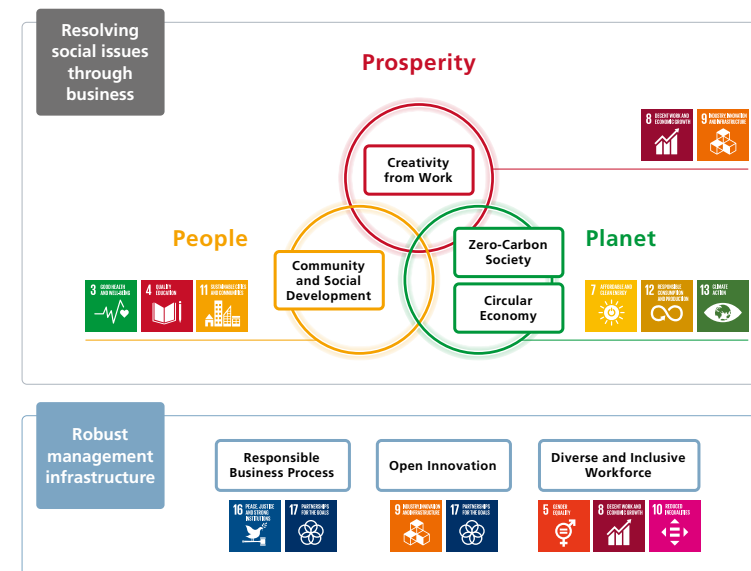 Resolving
social issues
through
business
Prosperity
8 DECENT WORK AND
ECONOMIC GROWTH
9 INDUSTRY, INNOVATION
AND INFRASTRUCTURE
Creativity
from Work
People
Zero-Carbon
Society
Planet
Community
and Social
Development
Circular
Economy
3 GOOD HEALTH
AND WELL-BEING
4 QUALITY
EDUCATION
11 SUSTAINABLE CITIES
AND COMMUNITIES
7 AFFORDABLE AND
CLEAN ENERGY
12 RESPONSIBLE
CONSUMPTION
AND PRODUCTION
13 CLIMATE
ACTION
Robust
management
infrastructure
Responsible
Business Process
Open Innovation
Diverse and Inclusive
Workforce
16 PEACE, JUSTICE
AND STRONG
INSTITUTIONS
17 PARTNERSHIPS
FOR THE GOALS
9 INDUSTRY, INNOVATION
AND INFRASTRUCTURE
17 PARTNERSHIPS
FOR THE GOALS
5 GENDER
EQUALITY
8 DECENT WORK AND
ECONOMIC GROWTH
10 REDUCED
INEQUALITIES